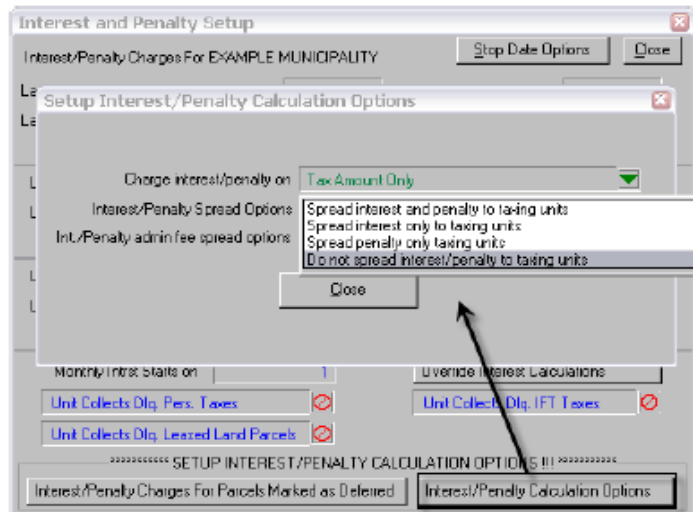 Interest and Penalty Setup
Interest/Penalty Charges For EXAMPLE MUNICIPALITY
Stop Date Options
Close
La
La
Setup Interest/Penalty Calculation Options
Charge interest/penalty on
Tax Amount Only
Interest/Penalty Spread Options
Spread interest and penalty to taxing units
Spread interest only to taxing units
Int./Penalty admin fee spread options
Spread penalty only taxing units
Do not spread interest/penalty to taxing units
Close
L
L
L
L
Monthly Intrst Starts on
1
Override Interest Calculations
Unit Collects Dlq. Pers. Taxes
Unit Collects Dlq. IFT Taxes
Unit Collects Dlq. Leazed Land Parcels
*********** SETUP INTEREST/PENALTY CALCULATION OPTIONS !!! ***********
Interest/Penalty Charges For Parcels Marked as Deferred
Interest/Penalty Calculation Options